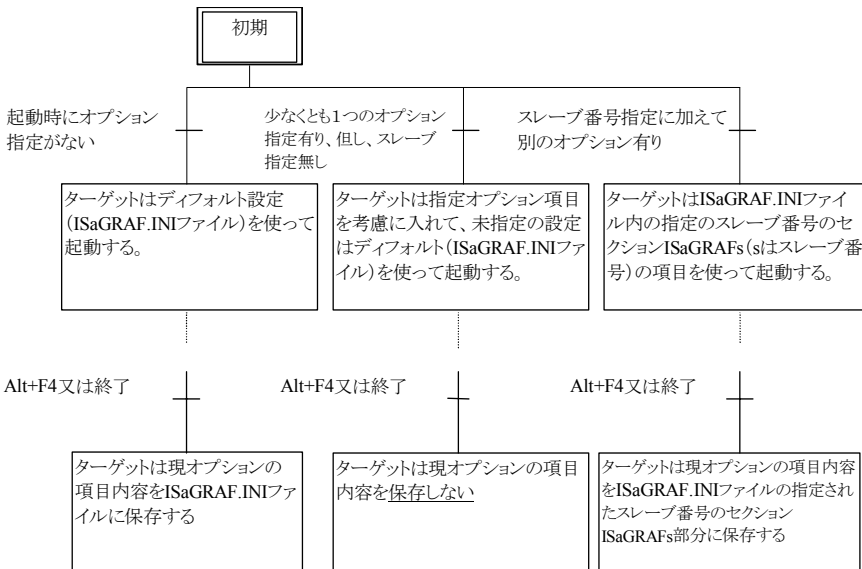 初期
起動時にオプション
指定がない
少なくとも１つのオプション
指定有り、但し、スレーブ
指定無し
スレーブ番号指定に加えて
別のオプション有り
ターゲットはディフォルト設定
（ISaGRAF.INIファイル）を使って
起動する。
ターゲットは指定オプション項目
を考慮に入れて、未指定の設定
はディフォルト（ISaGRAF.INIファ
イル）を使って起動する。
ターゲットはISaGRAF.INIファイ
ル内の指定のスレーブ番号のセ
クションISaGRAFs（sはスレーブ番
号）の項目を使って起動する。
Alt+F4又は終了
Alt+F4又は終了
Alt+F4又は終了
ターゲットは現オプションの
項目内容をISaGRAF.INIファ
イルに保存する
ターゲットは現オプションの項目
内容を保存しない
ターゲットは現オプションの項目内容
をISaGRAF.INIファイルの指定され
たスレーブ番号のセクション
ISaGRAFs部分に保存する